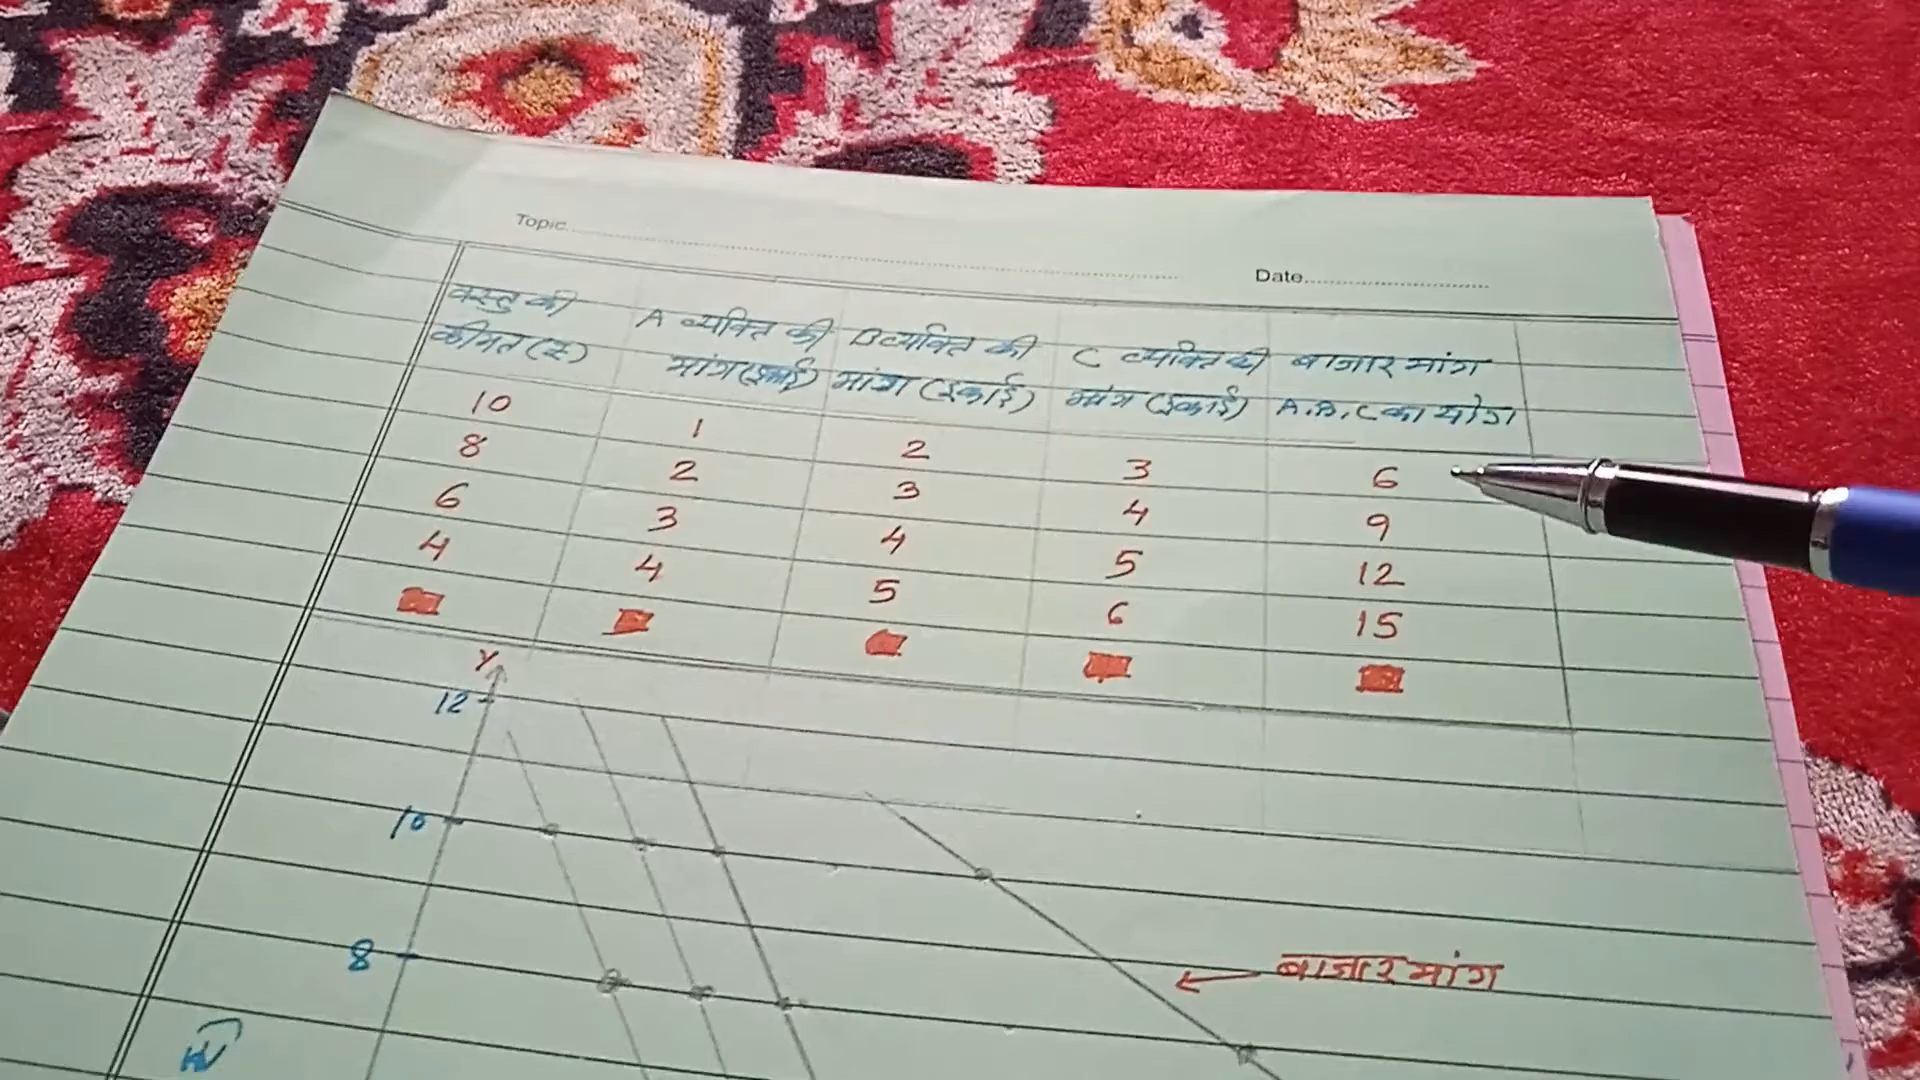 Topic
Date
वस्तु की कीमत (रु) A व्यक्ति की मांग (इकाई) B व्यक्ति की मांग (इकाई) C व्यक्ति की मांग (इकाई) बाजार मांग A.B.C का योग
10 1 2 3 6
8 2 3 4 9
6 3 4 5 12
4 4 5 6 15
Y
12
10
8
बाजार मांग